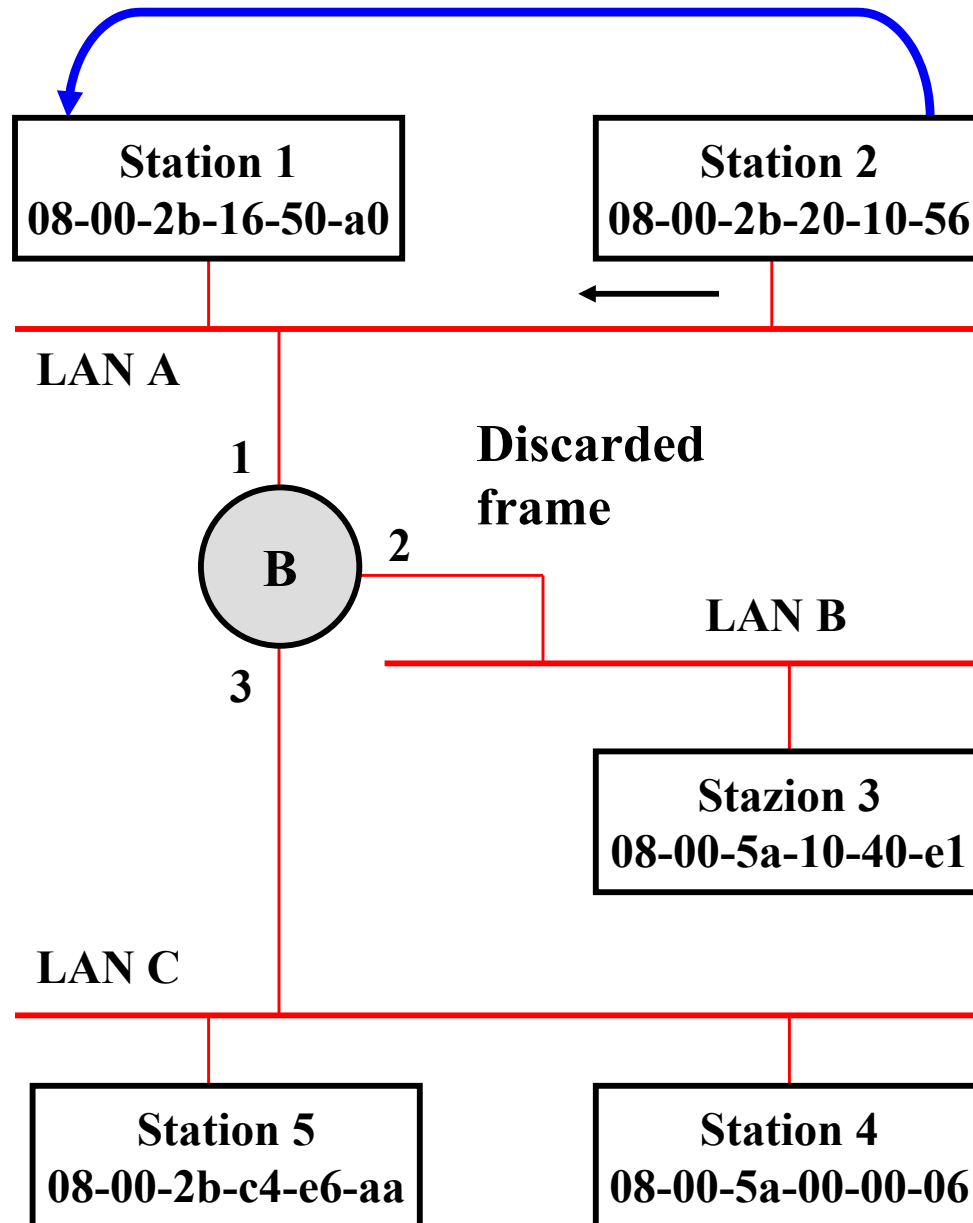 Station 1
08-00-2b-16-50-a0
Station 2
08-00-2b-20-10-56
LAN A
1
Discarded
frame
B
2
LAN B
3
Stazion 3
08-00-5a-10-40-e1
LAN C
Station 5
08-00-2b-c4-e6-aa
Station 4
08-00-5a-00-00-06